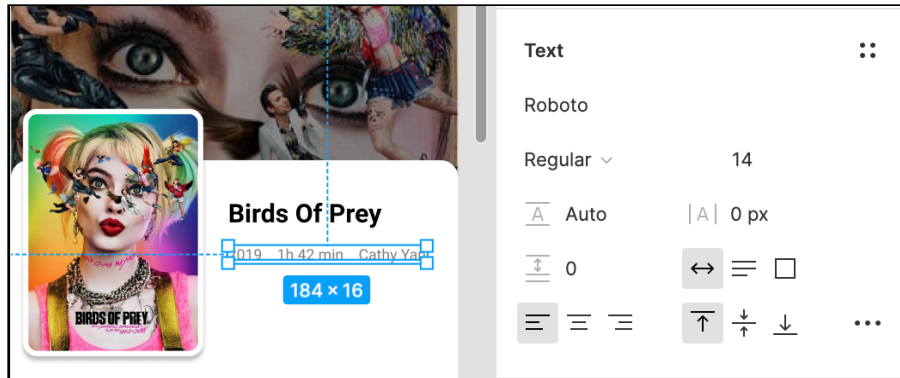 Text
Roboto
Regular 14
A Auto |A| 0 px
0
Birds Of Prey
2019 1h 42 min Cathy Yan
184 × 16
BIRDS OF PREY